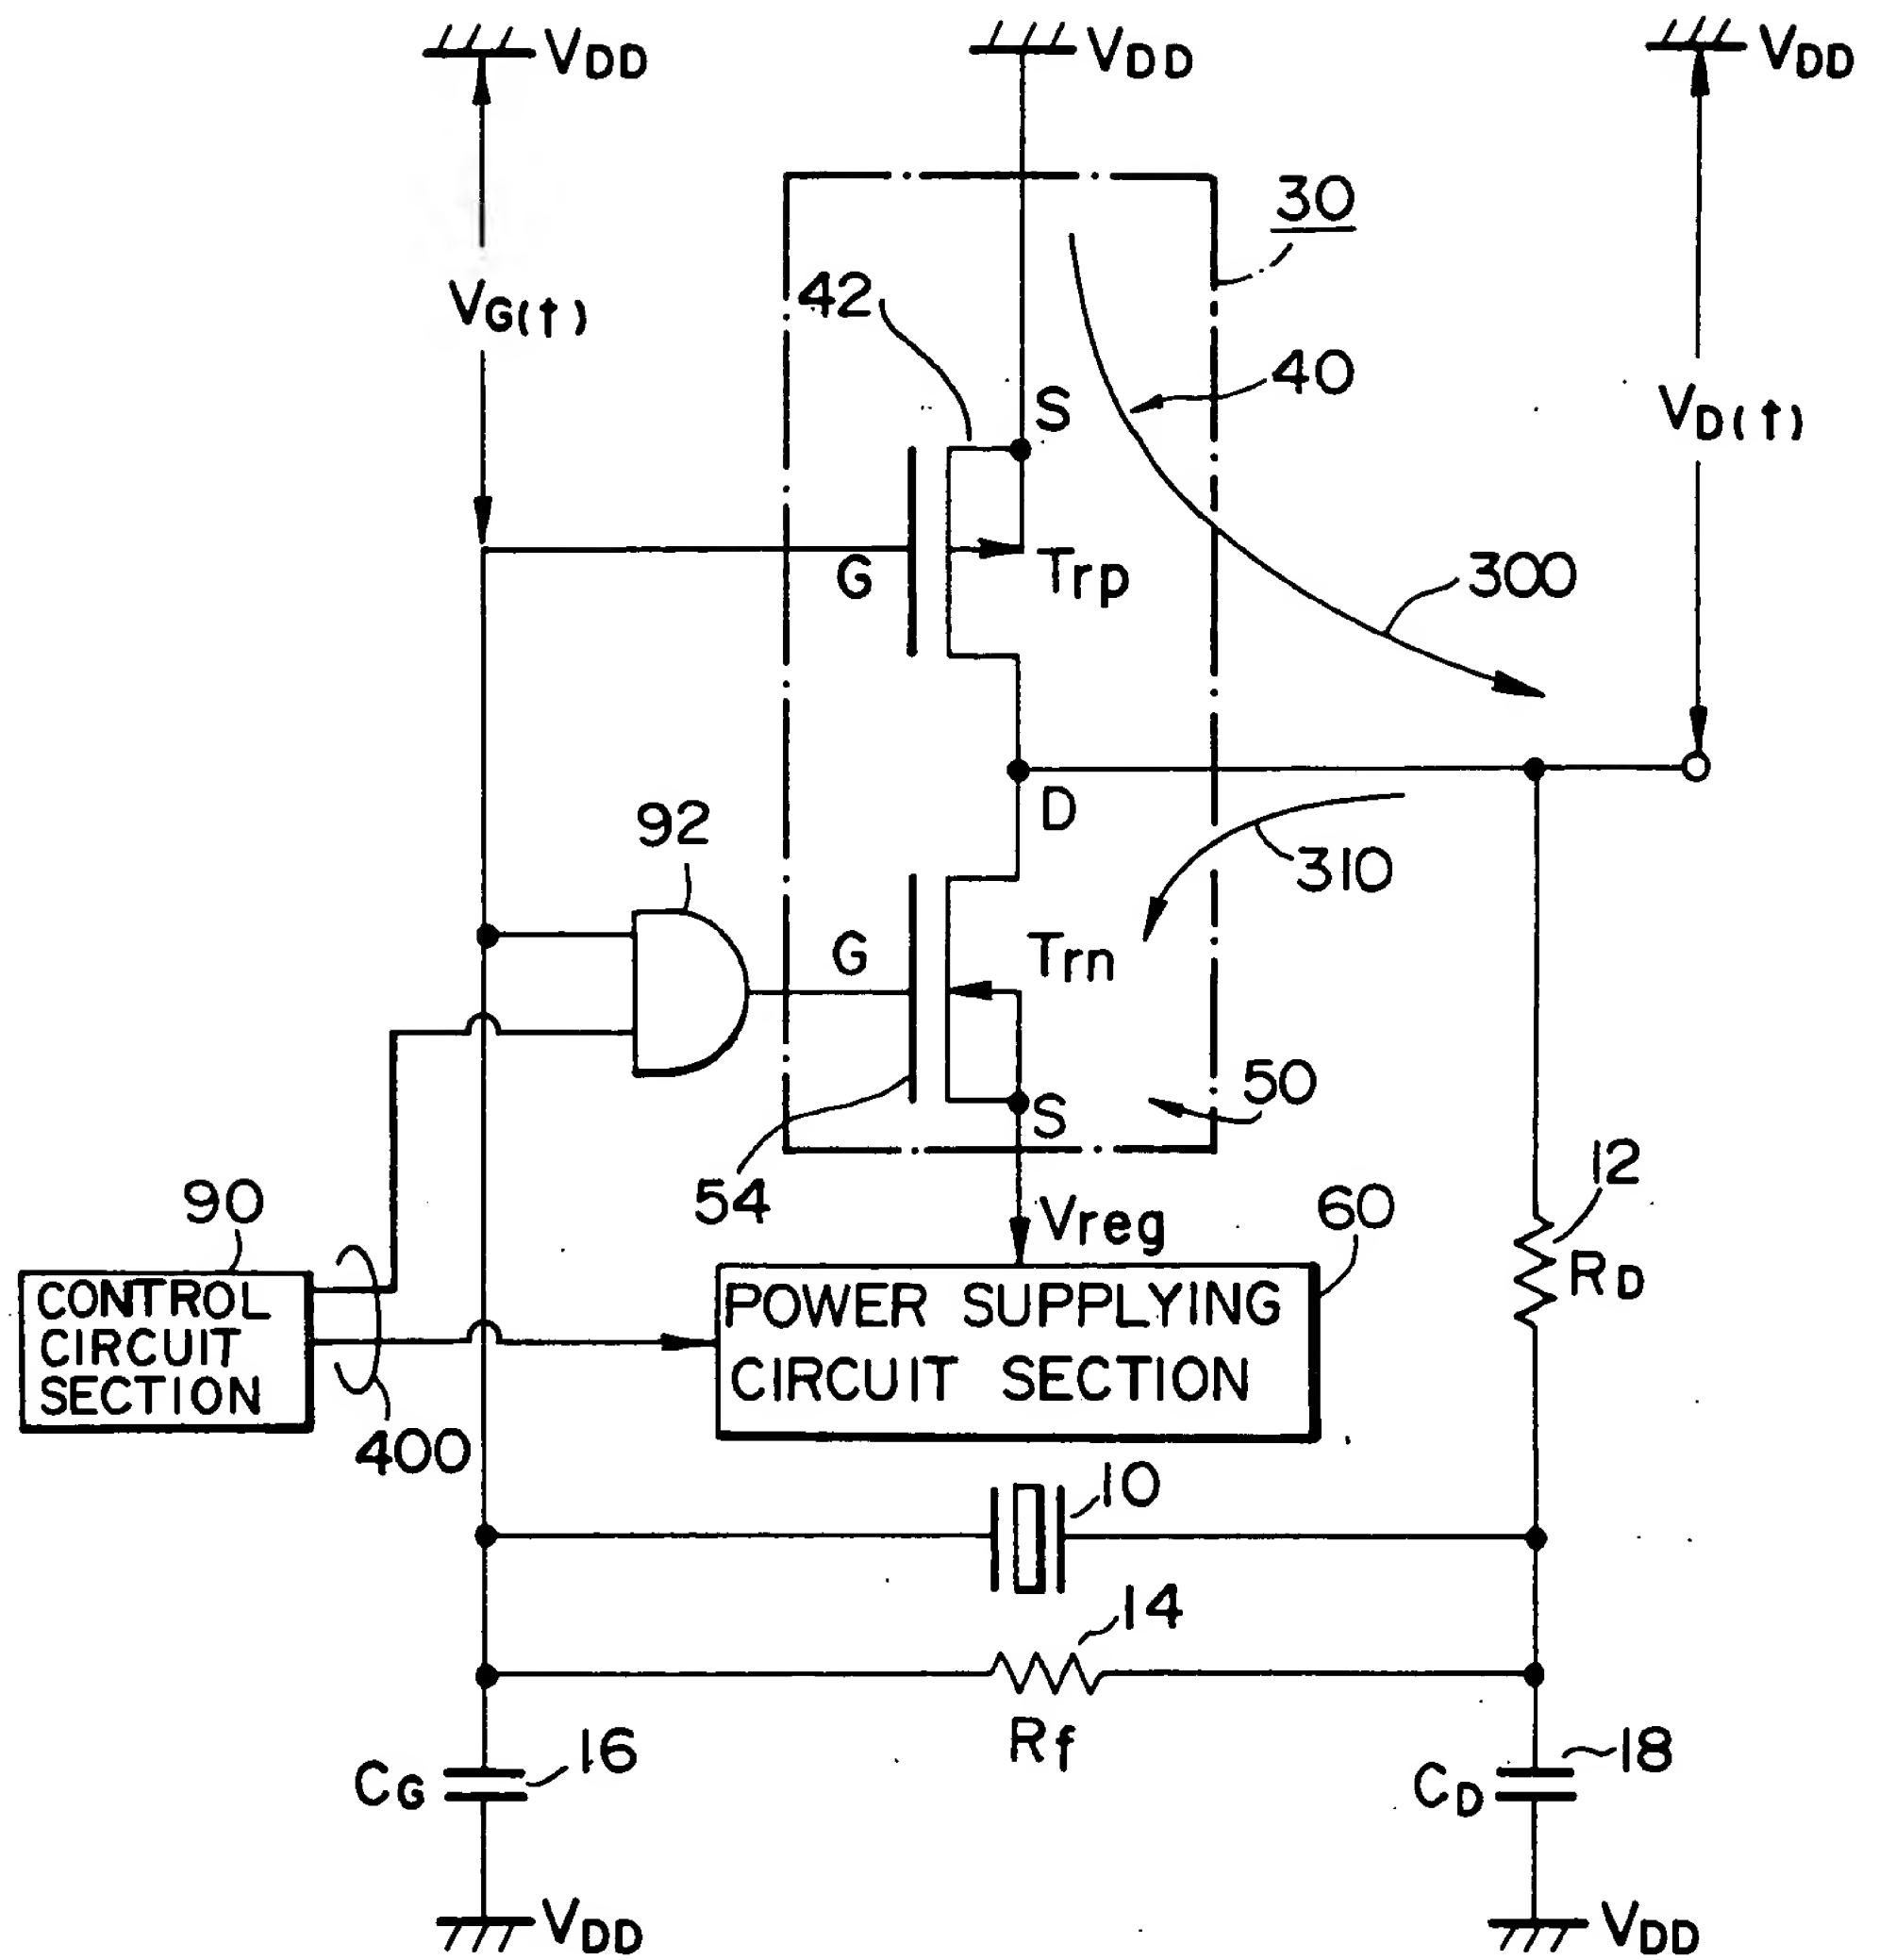 VDD
VDD
VDD
30
42
VG(t)
40
S
VD(t)
300
G
Trp
D
92
310
G
Trn
50
S
12
90
54
Vreg
60
RD
CONTROL
CIRCUIT
SECTION
POWER SUPPLYING
CIRCUIT SECTION
400
10
14
16
Rf
18
CG
CD
VDD
VDD